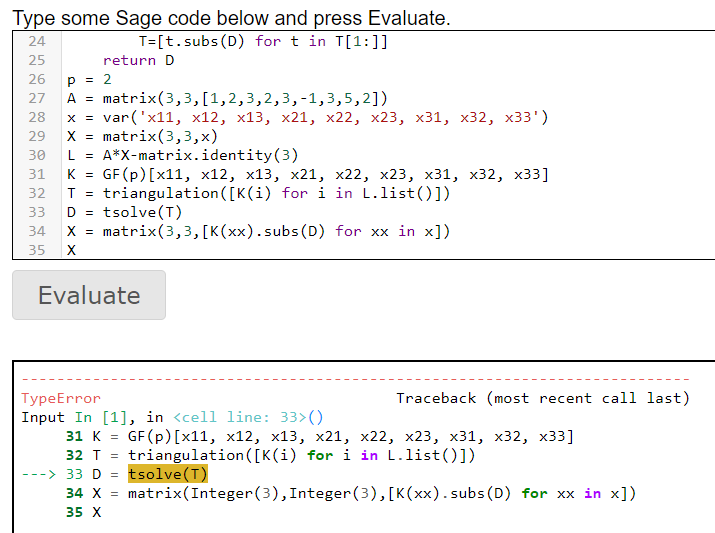 Type some Sage code below and press Evaluate.
24 T=[t.subs(D) for t in T[1:]]
25 return D
26 p = 2
27 A = matrix(3,3,[1,2,3,2,3,-1,3,5,2])
28 x = var('x11, x12, x13, x21, x22, x23, x31, x32, x33')
29 X = matrix(3,3,x)
30 L = A*X-matrix.identity(3)
31 K = GF(p)[x11, x12, x13, x21, x22, x23, x31, x32, x33]
32 T = triangulation([K(i) for i in L.list()])
33 D = tsolve(T)
34 X = matrix(3,3,[K(xx).subs(D) for xx in x])
35 X
Evaluate
---------------------------------------------------------------------------
TypeError Traceback (most recent call last)
Input In [1], in <cell line: 33>()
31 K = GF(p)[x11, x12, x13, x21, x22, x23, x31, x32, x33]
32 T = triangulation([K(i) for i in L.list()])
---> 33 D = tsolve(T)
34 X = matrix(Integer(3),Integer(3),[K(xx).subs(D) for xx in x])
35 X